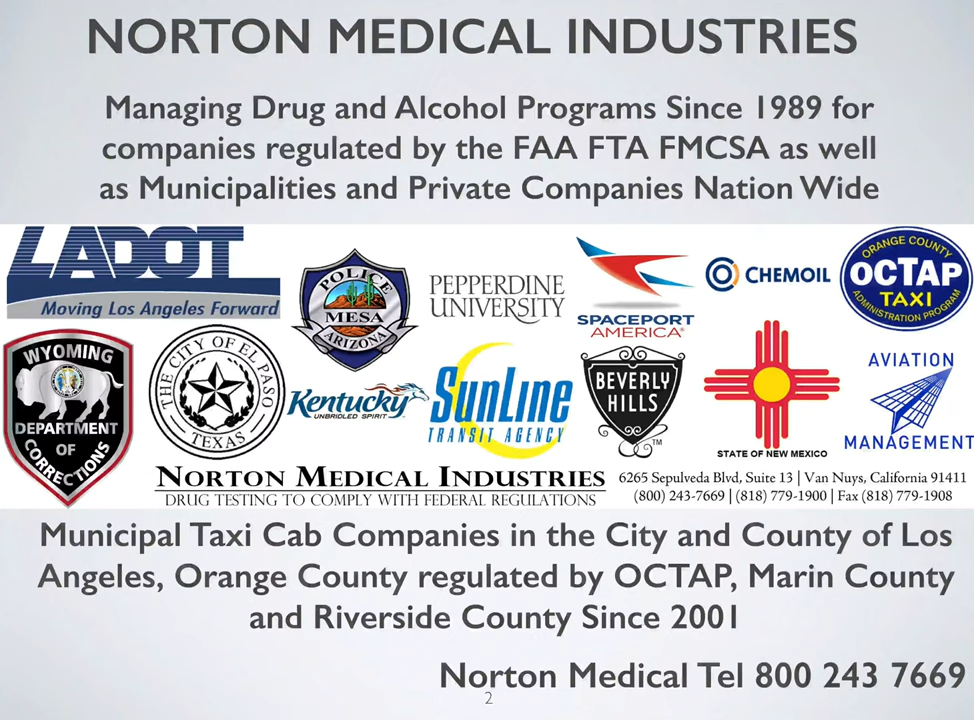 NORTON MEDICAL INDUSTRIES
Managing Drug and Alcohol Programs Since 1989 for
companies regulated by the FAA FTA FMCSA as well
as Municipalities and Private Companies Nation Wide
LADOT
Moving Los Angeles Forward
POLICE
MESA
ARIZONA
PEPPERDINE
UNIVERSITY
SPACEPORT
AMERICA®
CHEMOIL
ORANGE COUNTY
OCTAP
TAXI
ADMINISTRATION PROGRAM
WYOMING
DEPARTMENT
OF
CORRECTIONS
THE CITY OF EL PASO
TEXAS
Kentucky
UNBRIDLED SPIRIT
SunLine
TRANSIT AGENCY
BEVERLY
HILLS
TM
STATE OF NEW MEXICO
AVIATION
MANAGEMENT
NORTON MEDICAL INDUSTRIES
DRUG TESTING TO COMPLY WITH FEDERAL REGULATIONS
6265 Sepulveda Blvd, Suite 13 | Van Nuys, California 91411
(800) 243-7669 | (818) 779-1900 | Fax (818) 779-1908
Municipal Taxi Cab Companies in the City and County of Los
Angeles, Orange County regulated by OCTAP, Marin County
and Riverside County Since 2001
Norton Medical Tel 800 243 7669
2